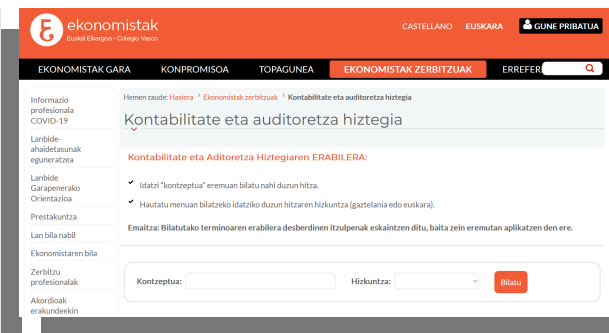 ekonomistak
Euskal Elkargoa - Colegio Vasco
CASTELLANO EUSKARA GUNE PRIBATUA
EKONOMISTAK GARA KONPROMISOA TOPAGUNEA EKONOMISTAK ZERBITZUAK ERREFER
Informazio
profesionala
COVID-19
Lanbide-
ahaidetasunak
eguneratzea
Lanbide
Garapenerako
Orientazioa
Prestakuntza
Lan bila nabil
Ekonomistaren bila
Zerbitzu
profesionalak
Akordioak
erakundeekin
Hemen zaude: Hasiera > Ekonomistak zerbitzuak > Kontabilitate eta auditoretza hiztegia
Kontabilitate eta auditoretza hiztegia
Kontabilitate eta Aditoretza Hiztegiaren ERABILERA:
Idatzi "kontzeptua" eremuan bilatu nahi duzun hitza.
Hautatu menuan bilatzeko idatziko duzun hitzaren hizkuntza (gaztelania edo euskara).
Emaitza: Bilatutako terminoaren erabilera desberdinen itzulpenak eskaintzen ditu, baita zein eremutan aplikatzen den ere.
Kontzeptua: Hizkuntza: Bilatu